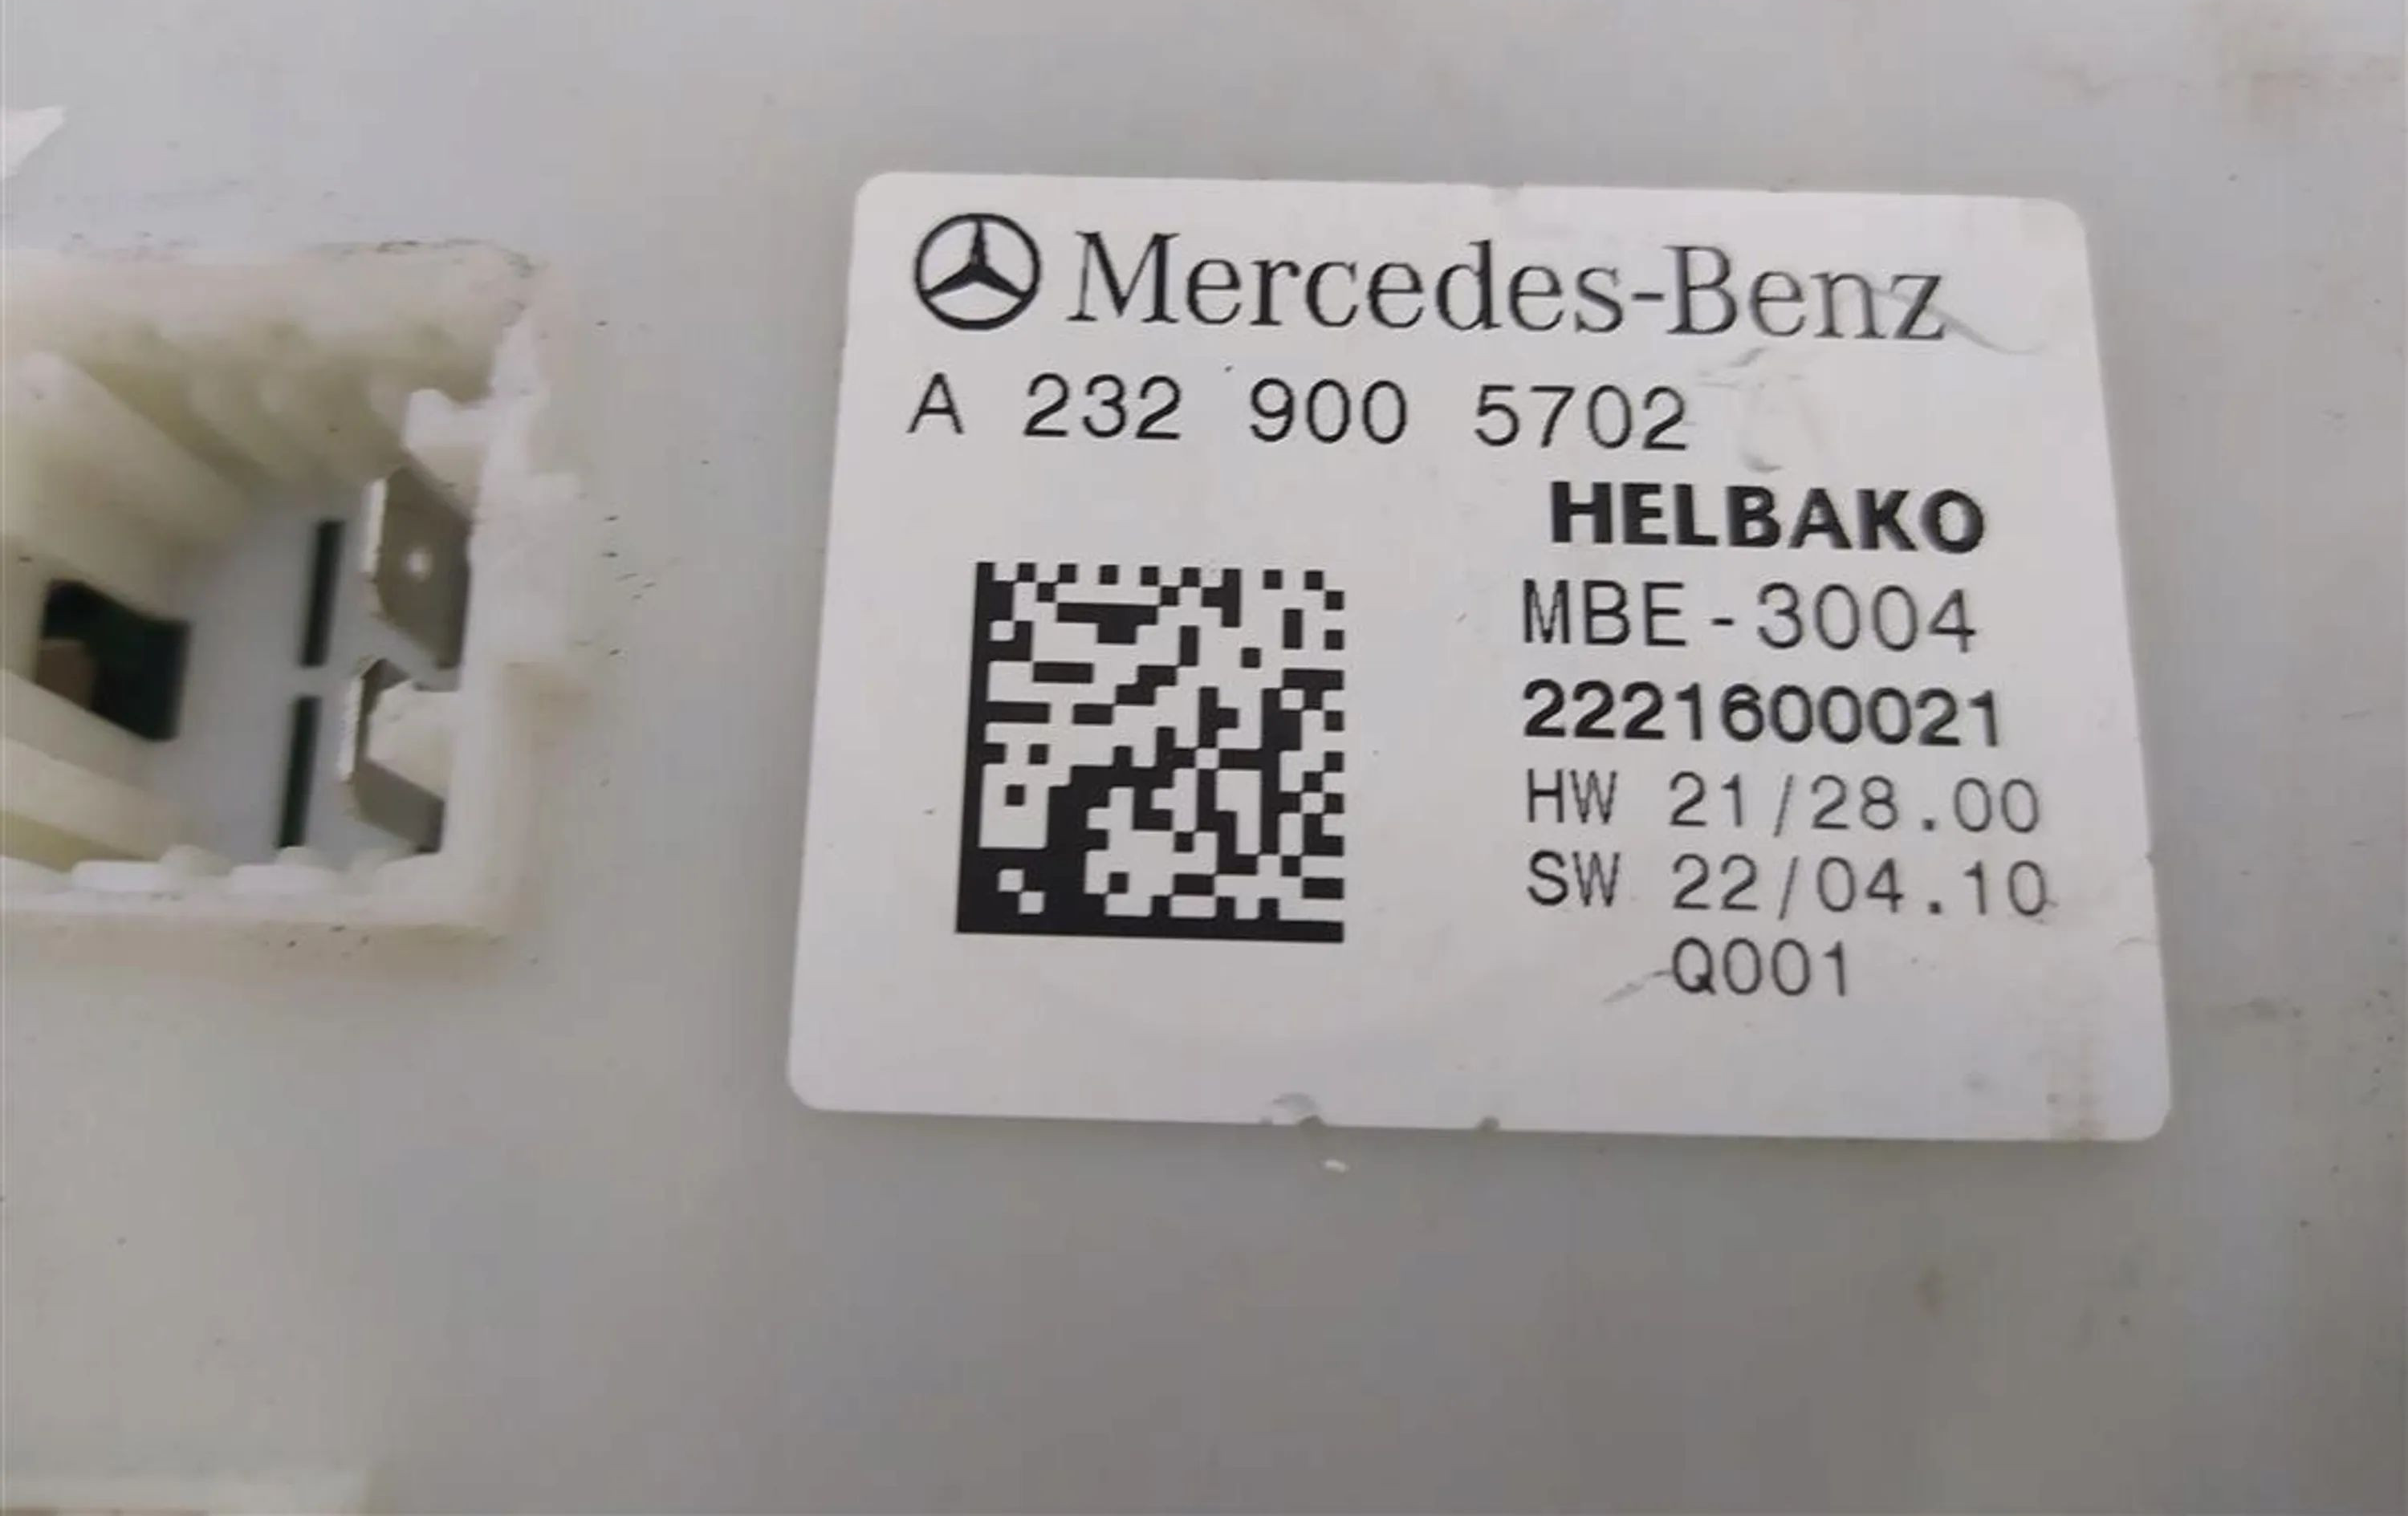 Mercedes-Benz
A 232 900 5702
HELBAKO
MBE-3004
2221600021
HW 21/28.00
SW 22/04.10
Q001